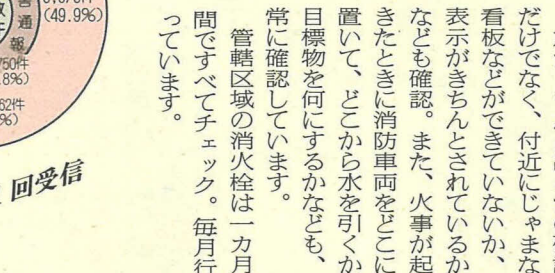 だけでなく、付近にじゃまな
看板などができていないか、
表示がきちんとされているか
なども確認。また、火事が起
きたときに消防車両をどこに
置いて、どこから水を引くか
目標物を何にするかなども、
常に確認しています。
管轄区域の消火栓は一カ月
間ですべてチェック。毎月行
っています。
(49.9%)
通報
回受信